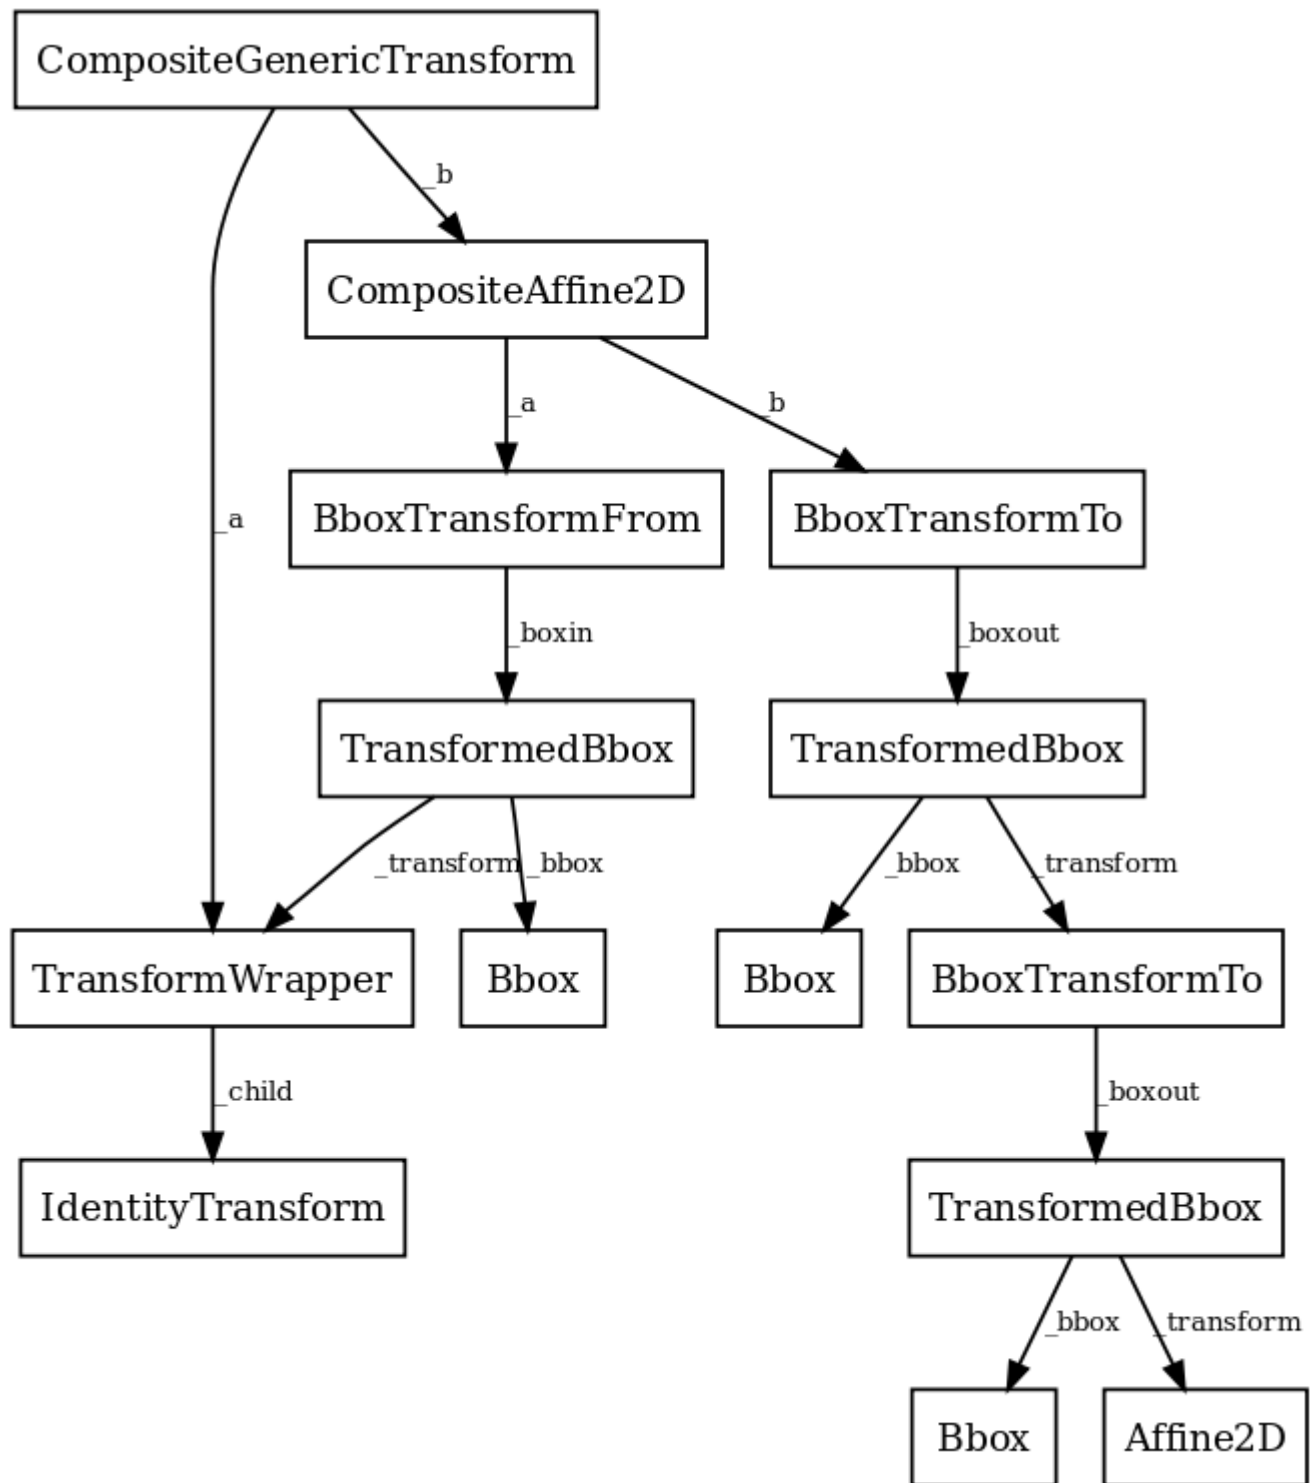 CompositeGenericTransform
_b
CompositeAffine2D
_a
_b
_a
BboxTransformFrom
BboxTransformTo
_boxin
_boxout
TransformedBbox
TransformedBbox
_transform
_bbox
_bbox
_transform
TransformWrapper
Bbox
Bbox
BboxTransformTo
_child
_boxout
IdentityTransform
TransformedBbox
_bbox
_transform
Bbox
Affine2D